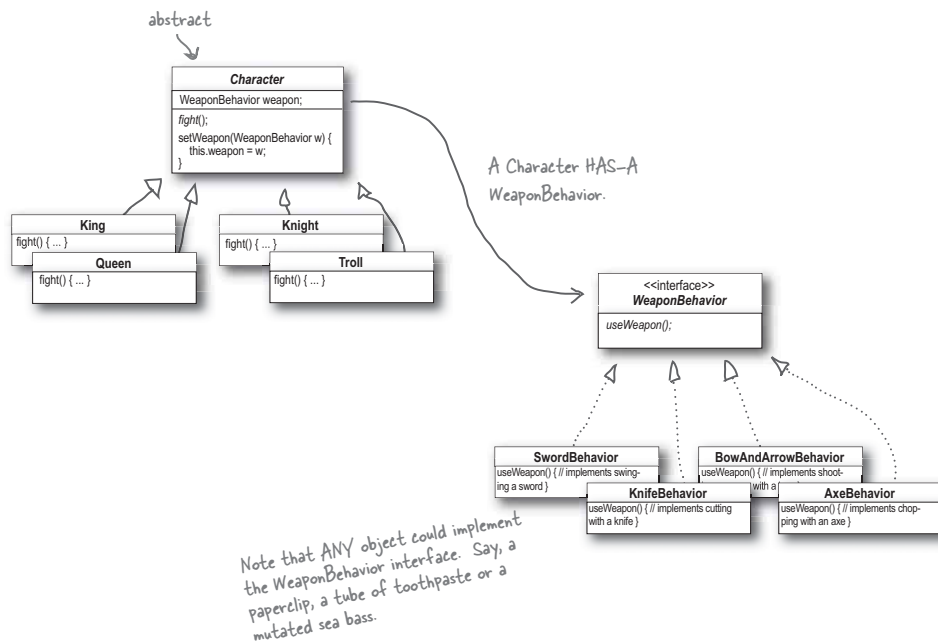 abstract
Character
WeaponBehavior weapon;
fight();
setWeapon(WeaponBehavior w) {
this.weapon = w;
}
A Character HAS-A
WeaponBehavior.
King
fight() { ... }
Queen
fight() { ... }
Knight
fight() { ... }
Troll
fight() { ... }
<<interface>>
WeaponBehavior
useWeapon();
SwordBehavior
useWeapon() { // implements swing-
ing a sword }
KnifeBehavior
useWeapon() { // implements cutting
with a knife }
BowAndArrowBehavior
useWeapon() { // implements shoot-
with a
AxeBehavior
useWeapon() { // implements chop-
ping with an axe }
Note that ANY object could implement
the WeaponBehavior interface. Say, a
paperclip, a tube of toothpaste or a
mutated sea bass.